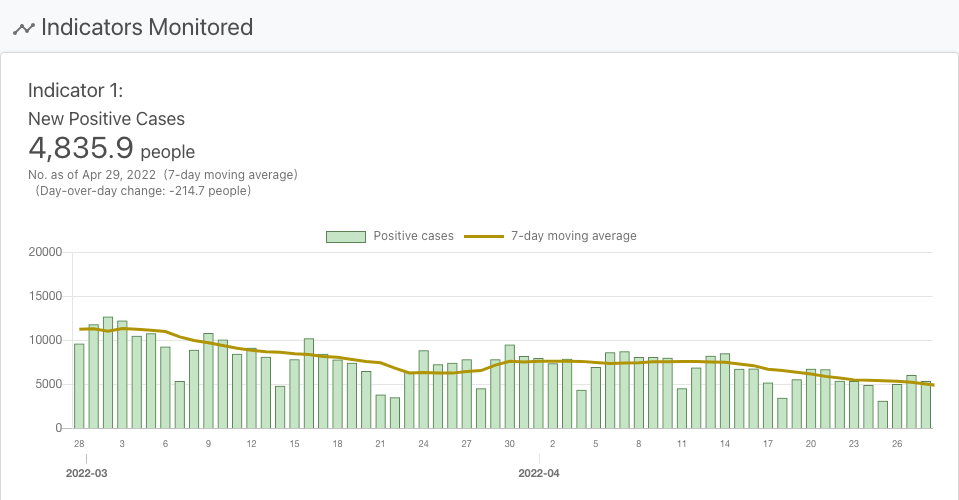 Indicators Monitored
Indicator 1:
New Positive Cases
4,835.9 people
No. as of Apr 29, 2022 (7-day moving average)
(Day-over-day change: -214.7 people)
Positive cases 7-day moving average
20000
15000
10000
5000
0
28 3 6 9 12 15 18 21 24 27 30 2 5 8 11 14 17 20 23 26
2022-03 2022-04